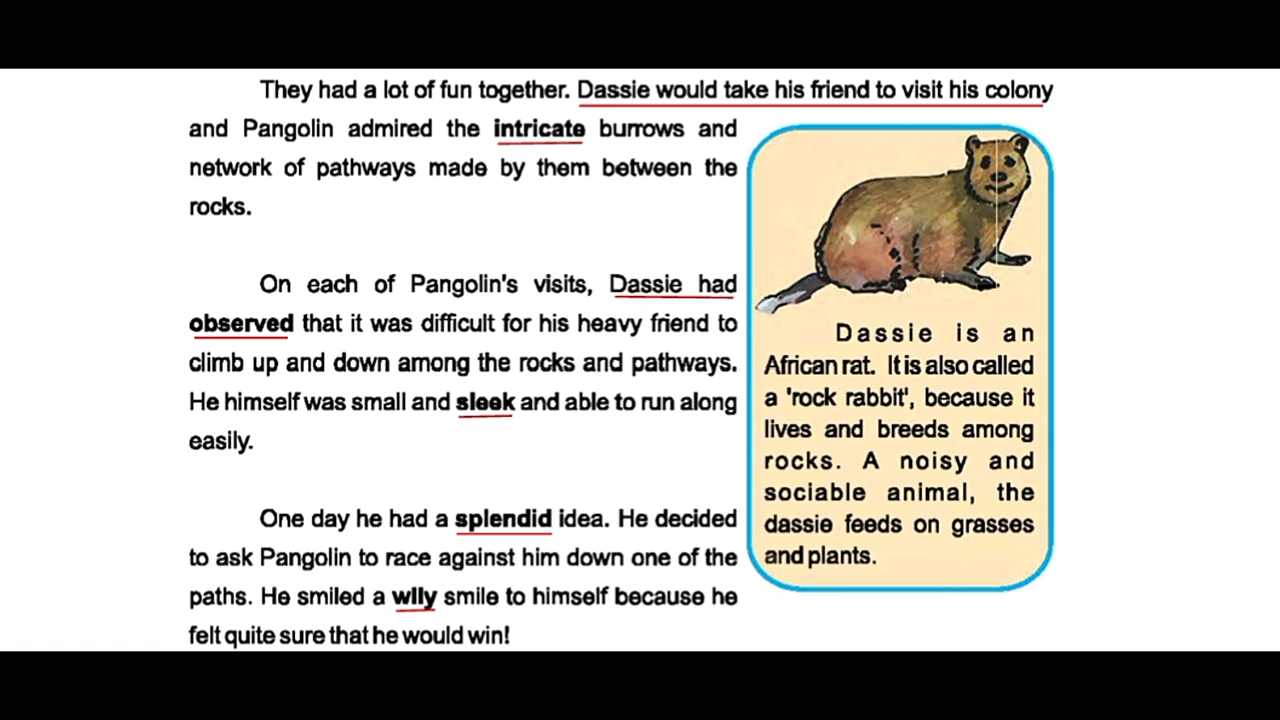 They had a lot of fun together. Dassie would take his friend to visit his colony
and Pangolin admired the intricate burrows and
network of pathways made by them between the
rocks.
On each of Pangolin's visits, Dassie had
observed that it was difficult for his heavy friend to
climb up and down among the rocks and pathways.
He himself was small and sleek and able to run along
easily.
One day he had a splendid idea. He decided
to ask Pangolin to race against him down one of the
paths. He smiled a wily smile to himself because he
felt quite sure that he would win!
Dassie is an
African rat. It is also called
a 'rock rabbit', because it
lives and breeds among
rocks. A noisy and
sociable animal, the
dassie feeds on grasses
and plants.